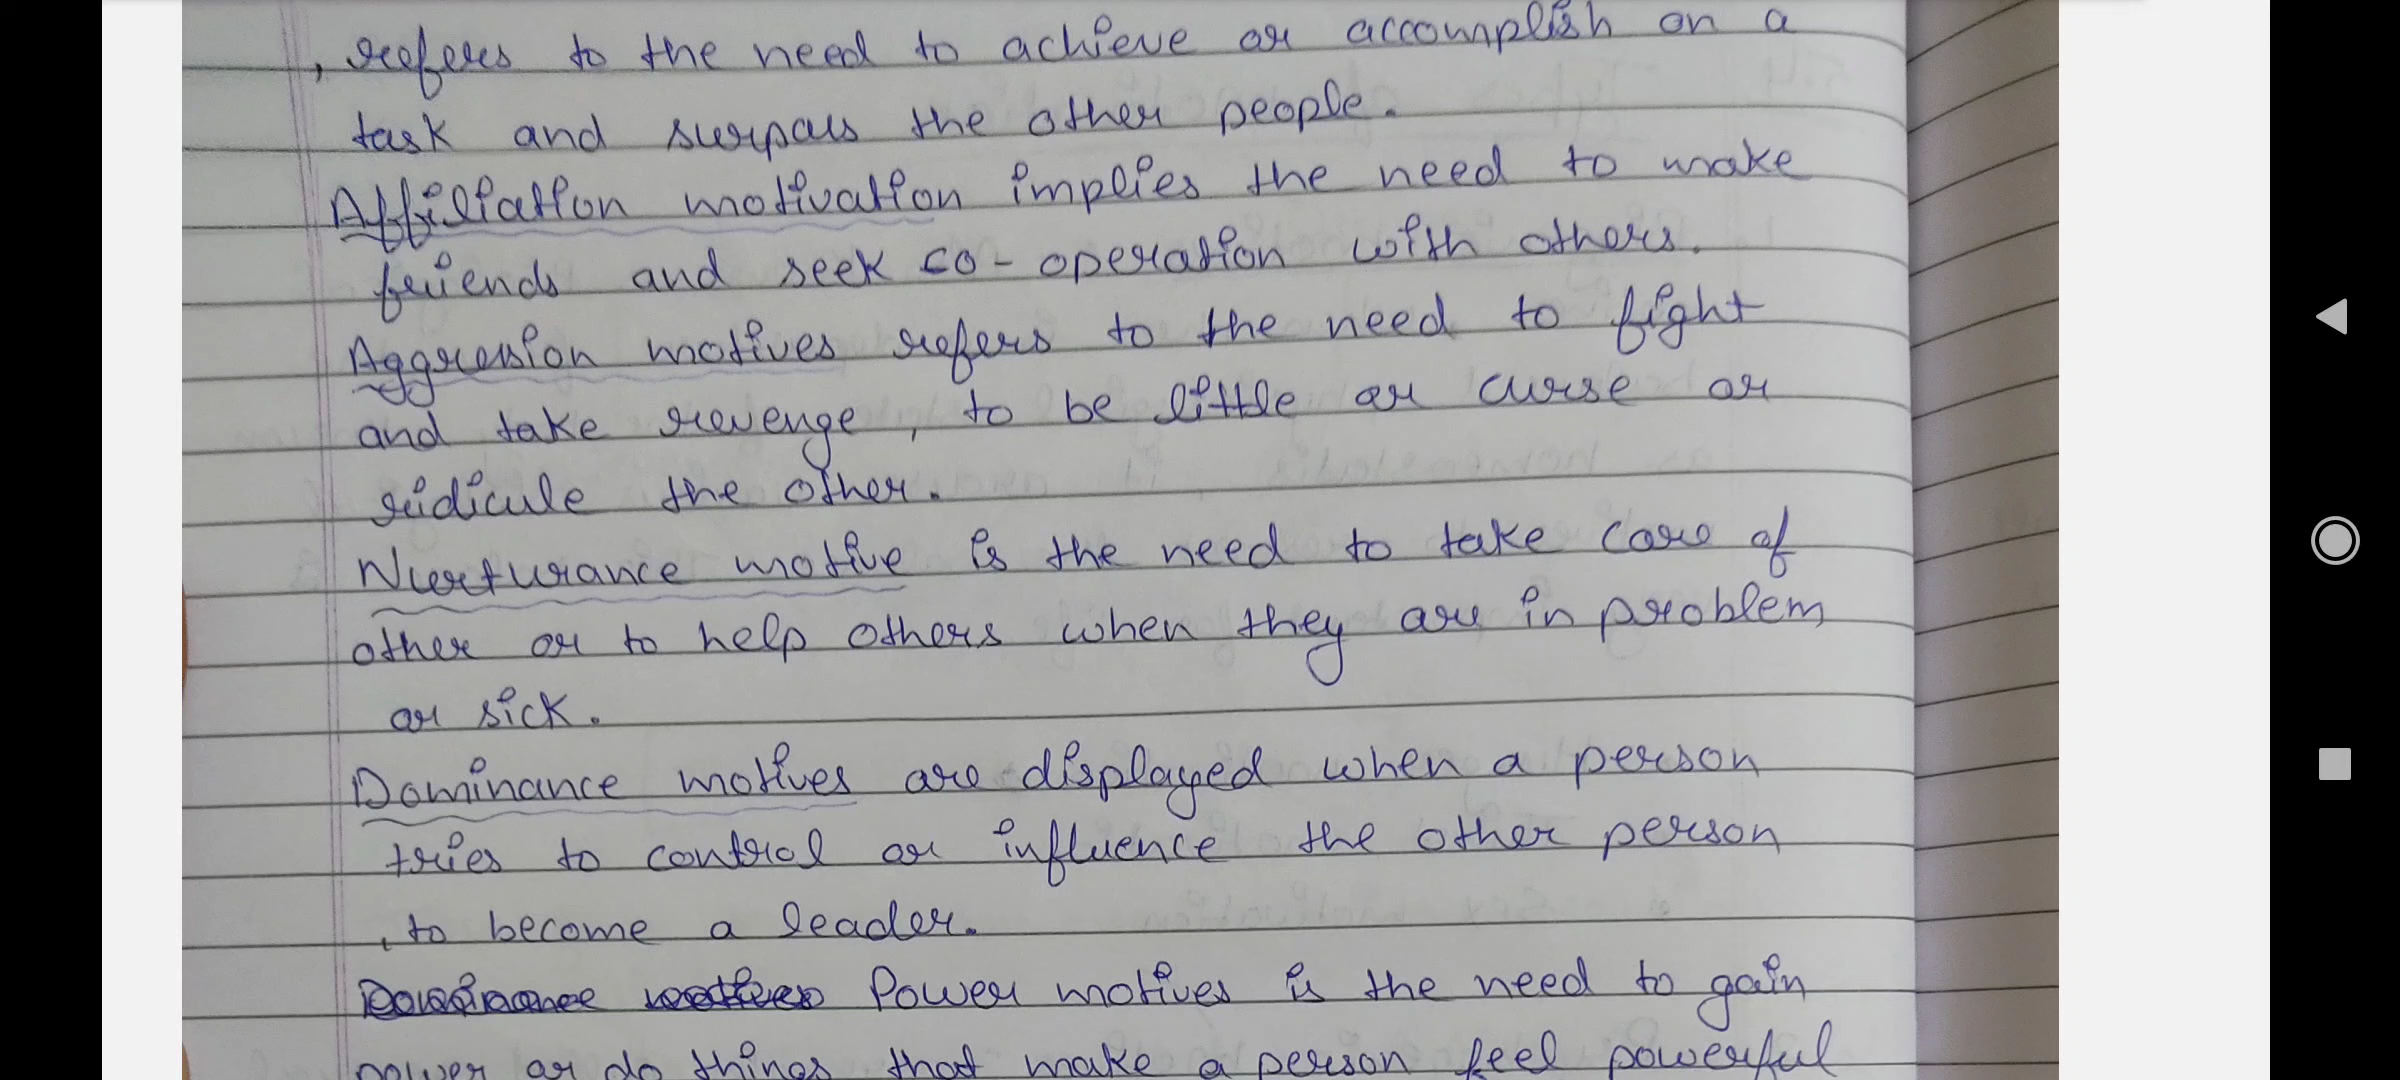 , refers to the need to achieve or accomplish on a
task and surpass the other people.
Affiliation motivation implies the need to make
friends and seek co-operation with others.
Aggression motives refers to the need to fight
and take revenge, to be little or curse or
ridicule the other.
Nurturance motive is the need to take care of
other or to help others when they are in problem
or sick.
Dominance motives are displayed when a person
tries to control or influence the other person
, to become a leader.
Dominance motives Power motives is the need to gain
power or do things that make a person feel powerful